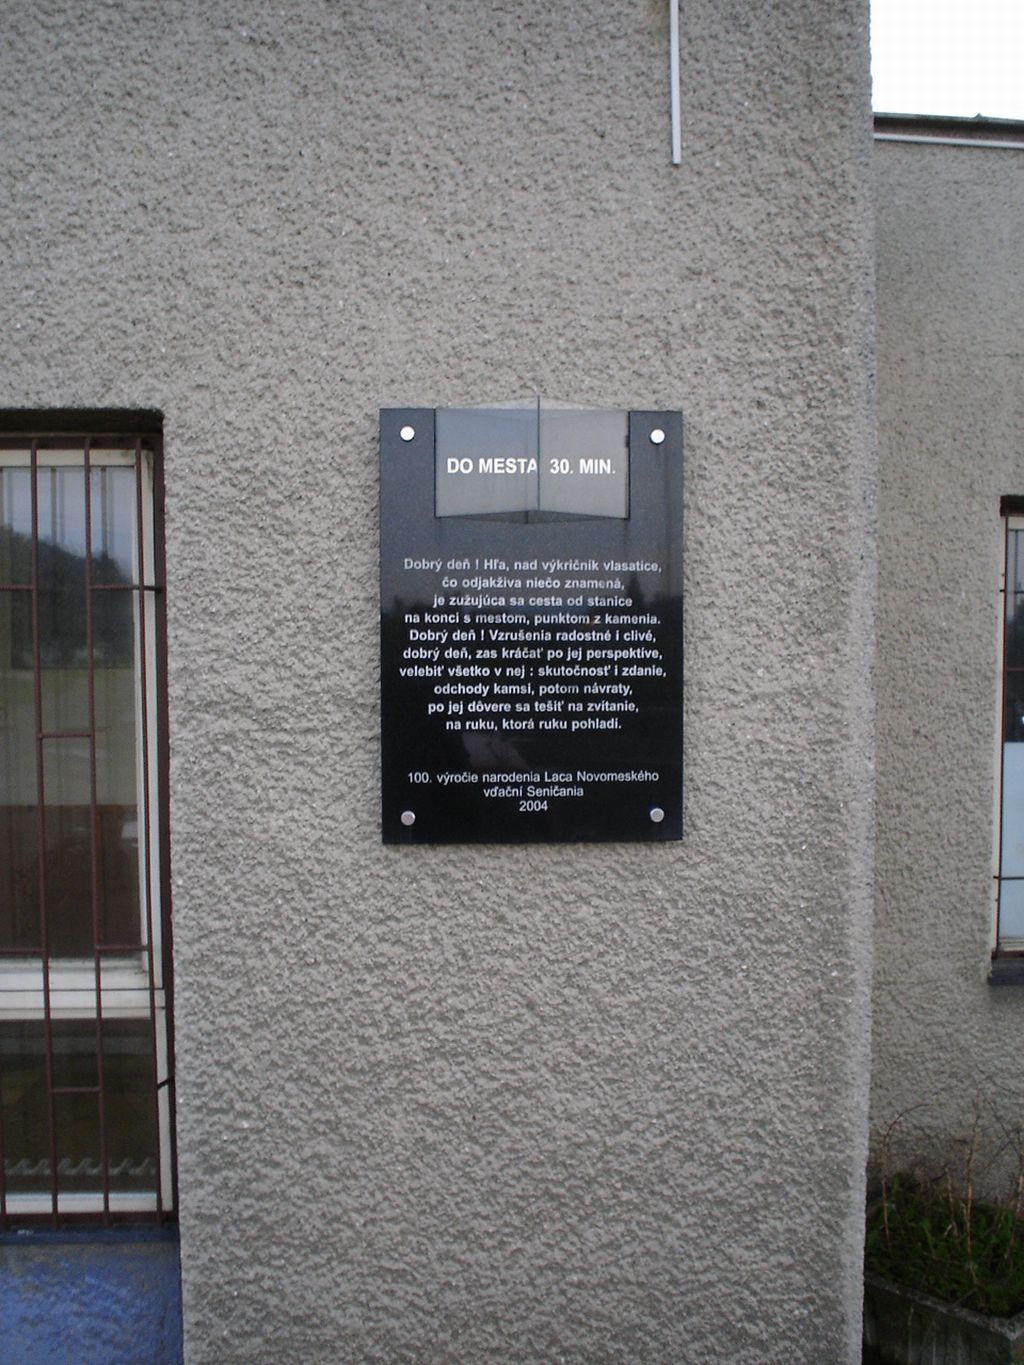 DO MESTA 30. MIN.
Dobrý deň ! Hľa, nad výkričník vlasatice,
čo odjakživa niečo znamená,
je zužujúca sa cesta od stanice
na konci s mestom, punktom z kamenia.
Dobrý deň ! Vzrušenia radostné i clivé,
dobrý deň, zas kráčať po jej perspektíve,
velebiť všetko v nej : skutočnosť i zdanie,
odchody kamsi, potom návraty,
po jej dôvere sa tešiť na zvítanie,
na ruku, ktorá ruku pohladí.
100. výročie narodenia Laca Novomeského
vďační Seničania
2004